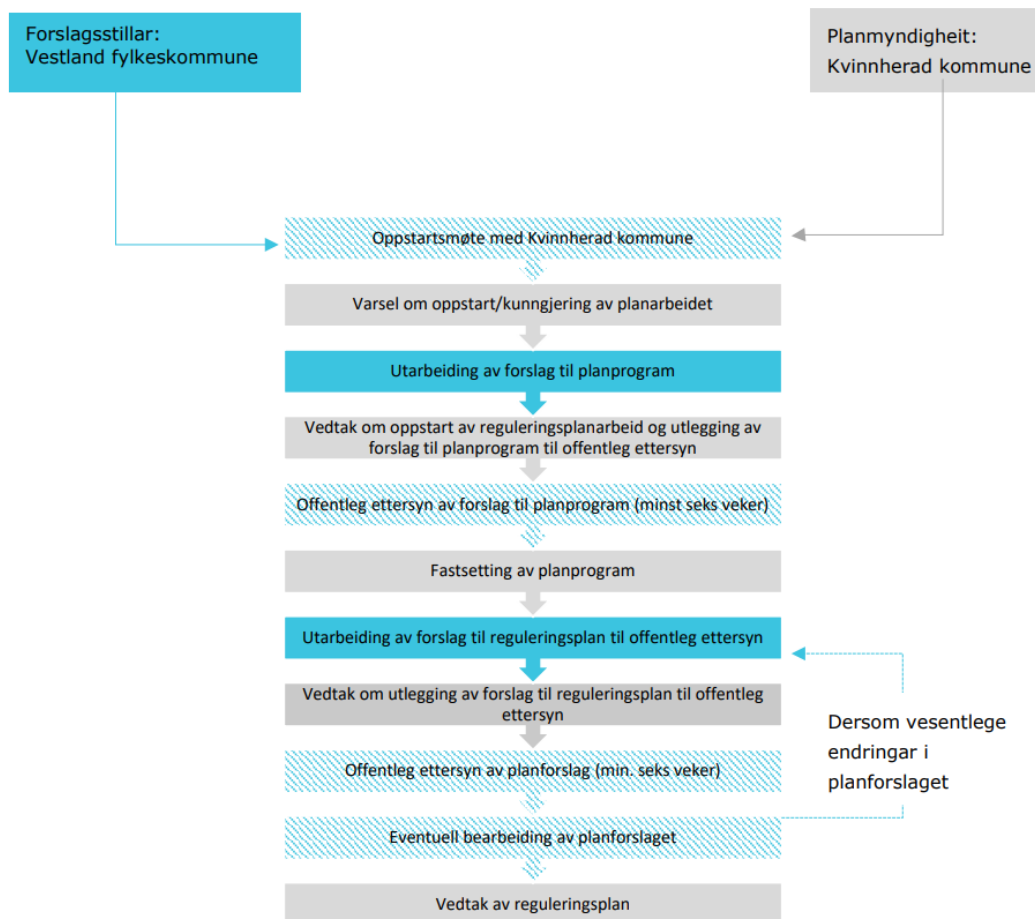 Forslagsstillar:
Vestland fylkeskommune
Planmyndigheit:
Kvinnherad kommune
Oppstartsmøte med Kvinnherad kommune
Varsel om oppstart/kunngjering av planarbeidet
Utarbeiding av forslag til planprogram
Vedtak om oppstart av reguleringsplanarbeid og utlegging av
forslag til planprogram til offentleg ettersyn
Offentleg ettersyn av forslag til planprogram (minst seks veker)
Fastsetting av planprogram
Utarbeiding av forslag til reguleringsplan til offentleg ettersyn
Vedtak om utlegging av forslag til reguleringsplan til offentleg
ettersyn
Offentleg ettersyn av planforslag (min. seks veker)
Eventuell bearbeiding av planforslaget
Vedtak av reguleringsplan
Dersom vesentlege
endringar i
planforslaget